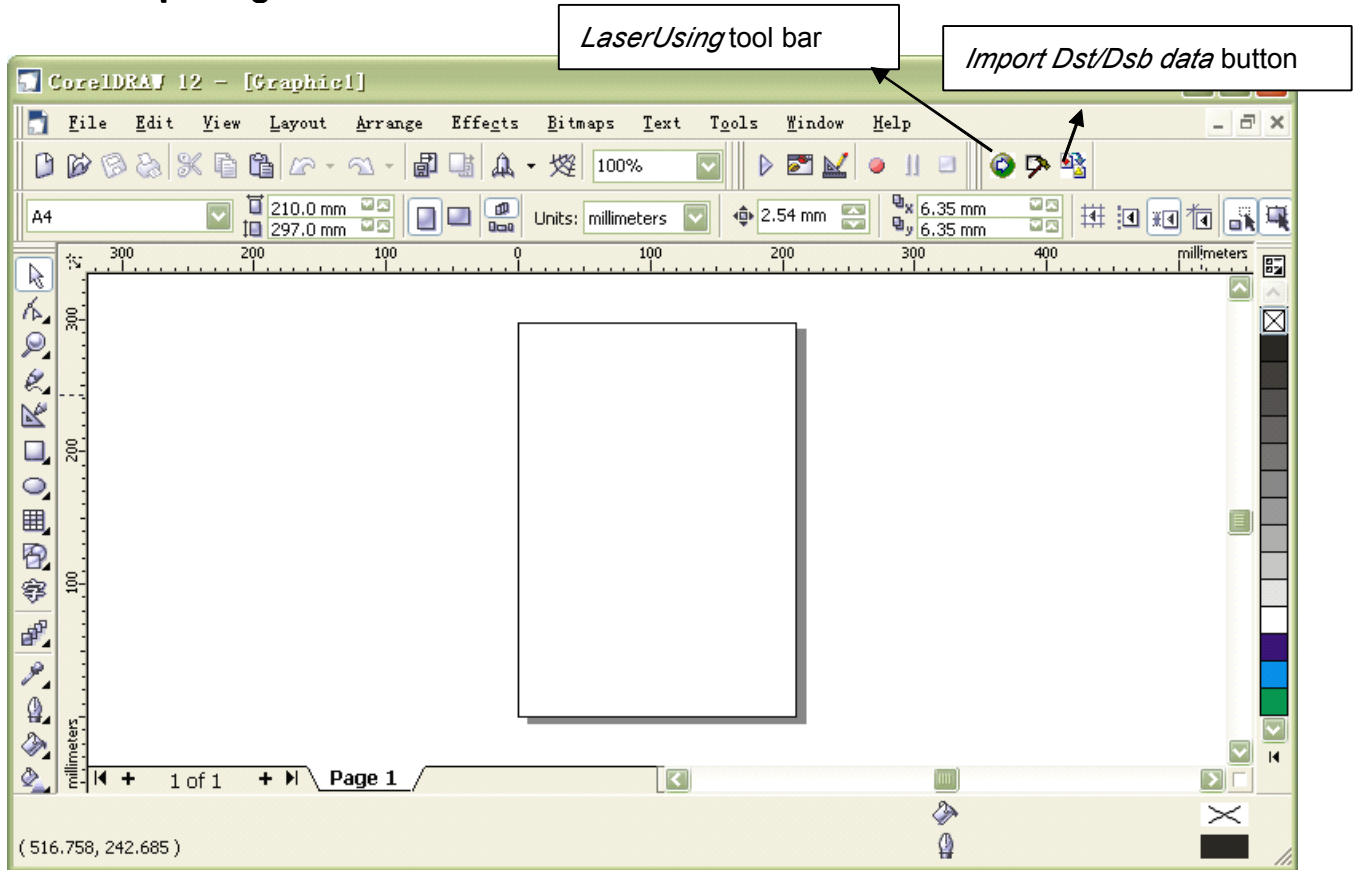 LaserUsing tool bar
Import Dst/Dsb data button
CorelDRAW 12 - [Graphic1]
File Edit View Layout Arrange Effects Bitmaps Text Tools Window Help
100%
A4
210.0 mm
297.0 mm
Units: millimeters
2.54 mm
x 6.35 mm
y 6.35 mm
300 200 100 0 100 200 300 400 millimeters
300
200
100
millimeters
字
1 of 1
Page 1
( 516.758, 242.685 )